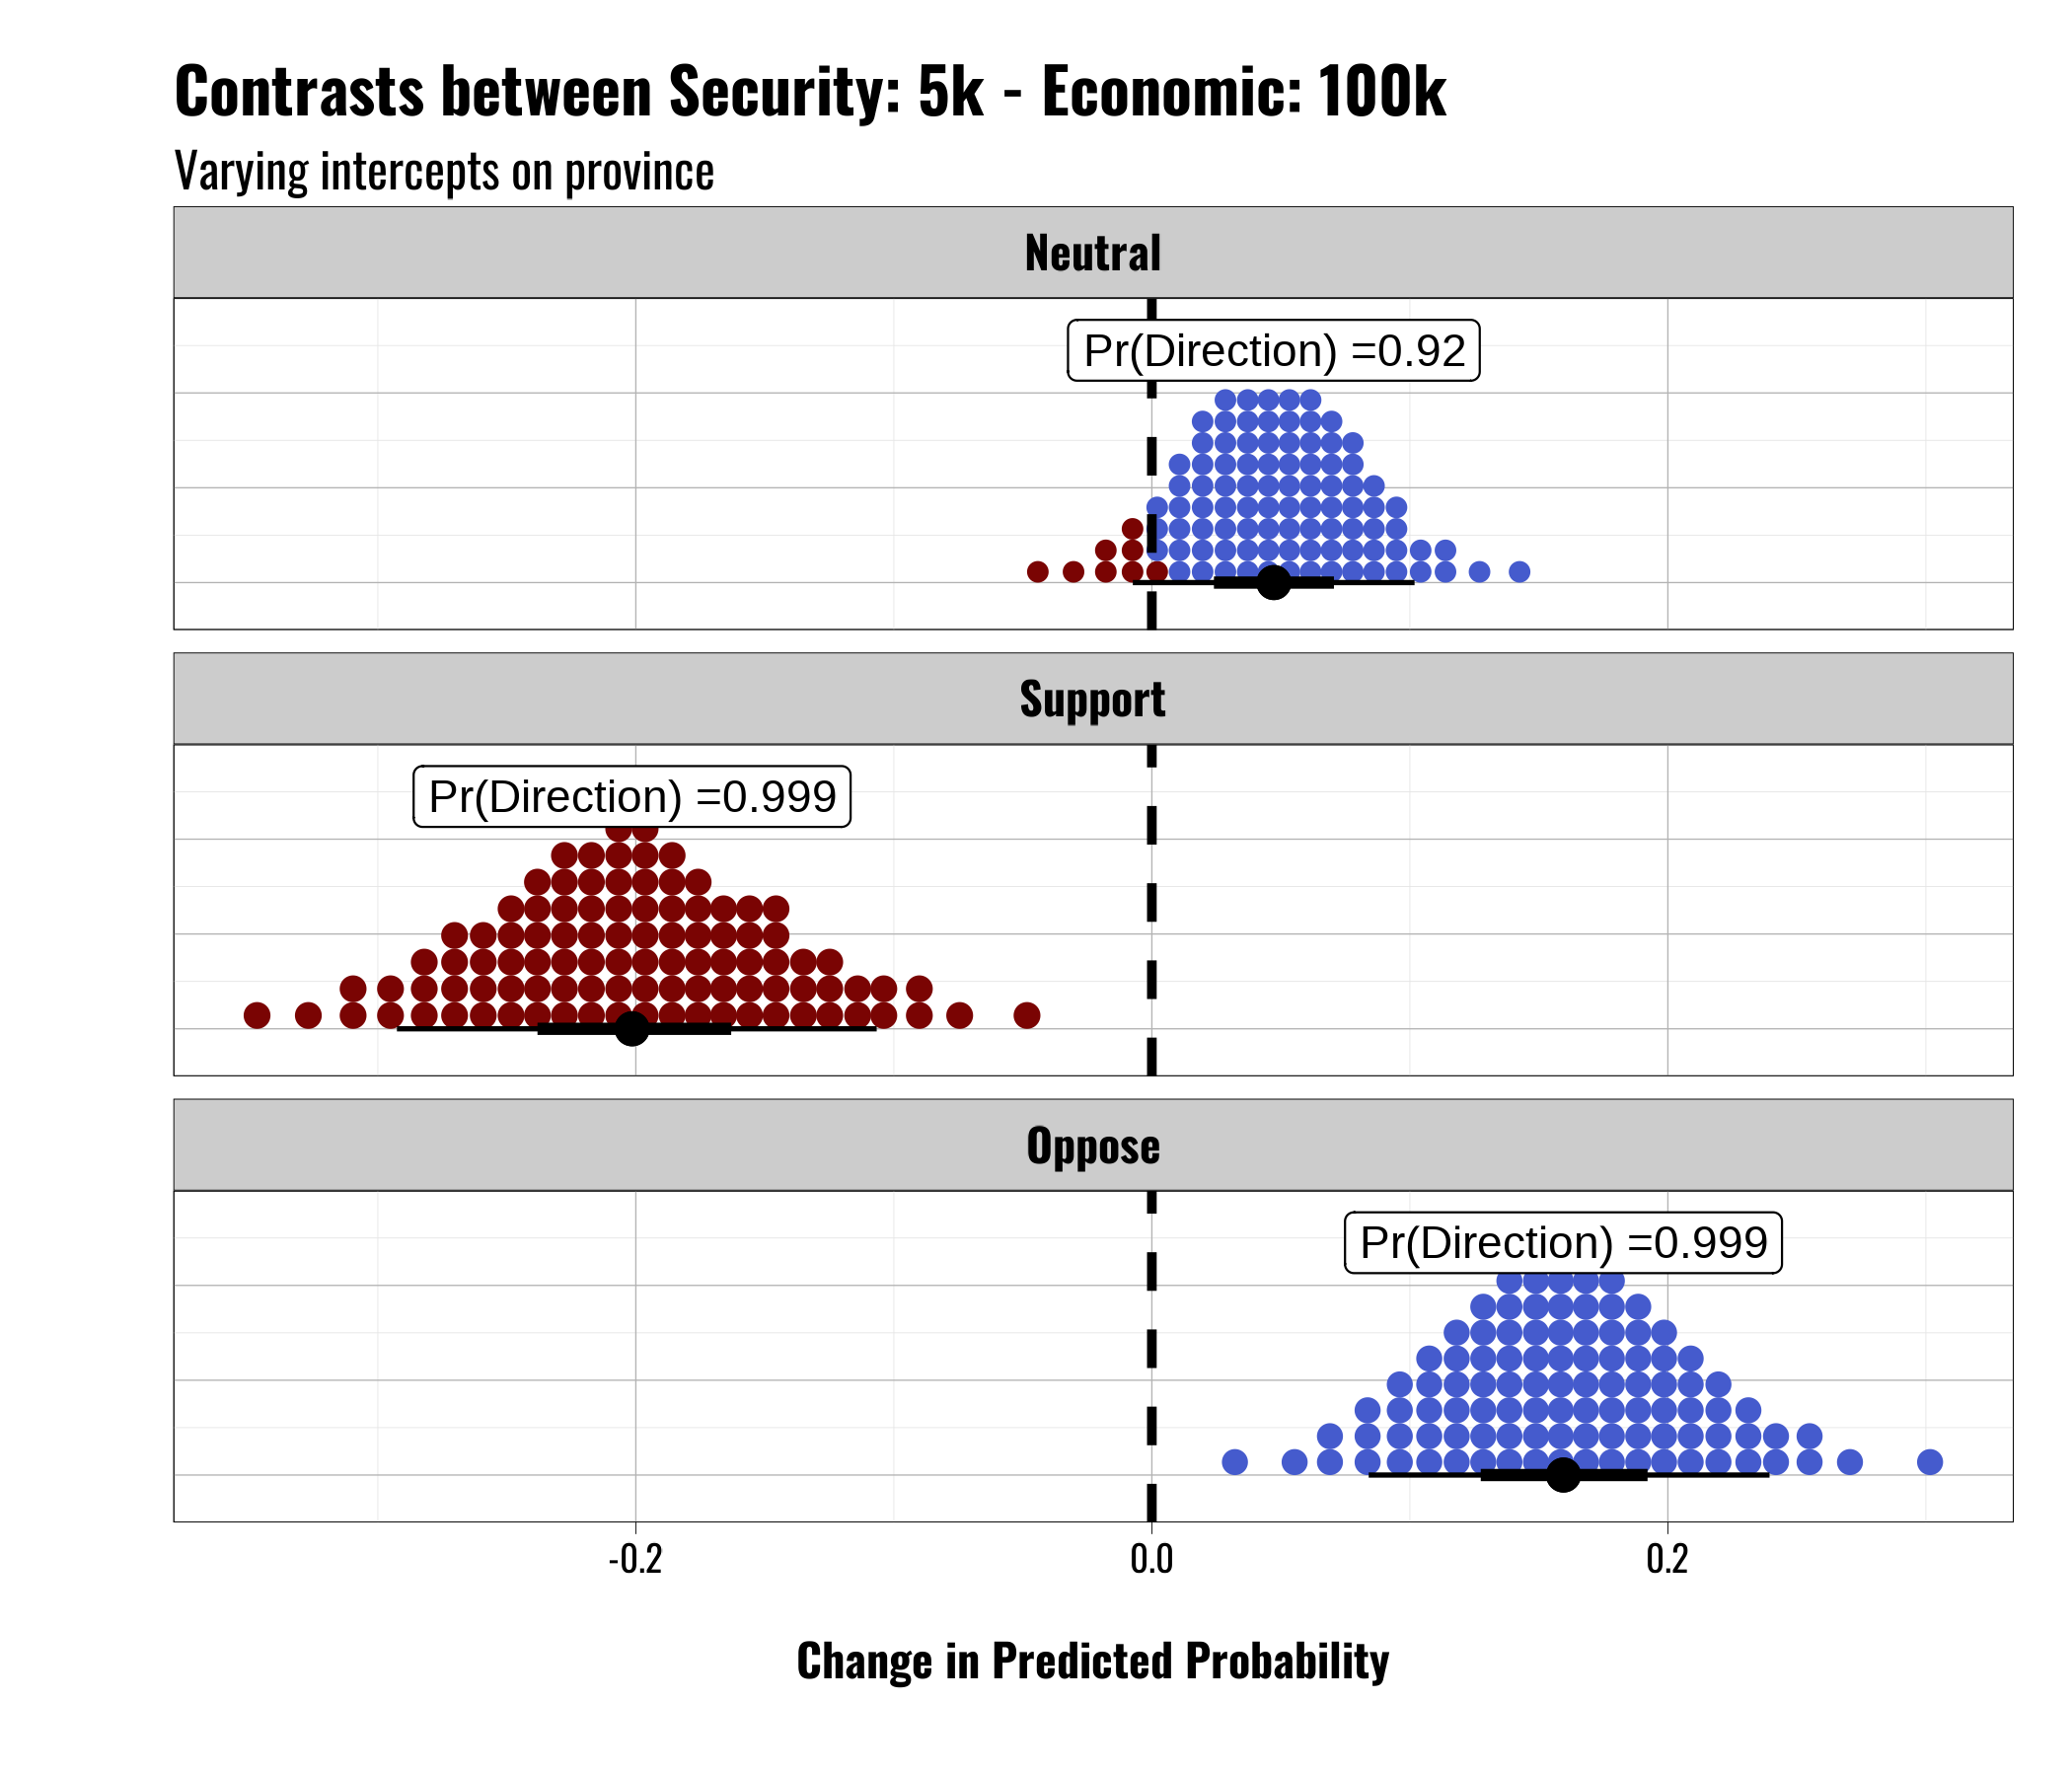 Contrasts between Security: 5k - Economic: 100k
Varying intercepts on province
Neutral
Pr(Direction) =0.92
Support
Pr(Direction) =0.999
Oppose
Pr(Direction) =0.999
-0.2 0.0 0.2
Change in Predicted Probability